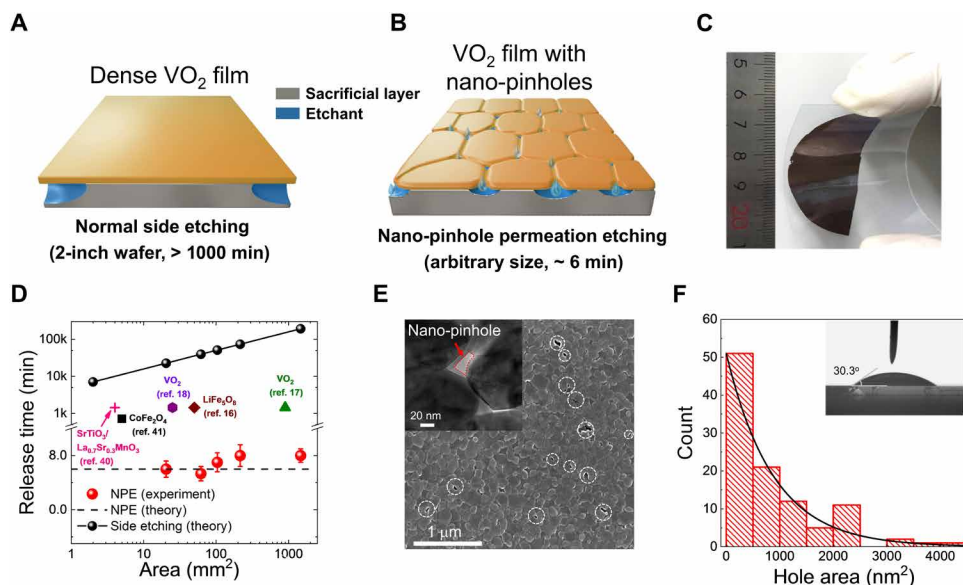 A
Dense VO₂ film
Sacrificial layer
Etchant
Normal side etching
(2-inch wafer, > 1000 min)
B
VO₂ film with
nano-pinholes
Nano-pinhole permeation etching
(arbitrary size, ~ 6 min)
C
5
6
7
8
9
20
1
D
Release time (min)
100k
10k
1k
8.0
0.0
VO₂
(ref. 18)
LiFe₅O₈
(ref. 16)
VO₂
(ref. 17)
CoFe₂O₄
(ref. 41)
SrTiO₃/
La₀.₇Sr₀.₃MnO₃
(ref. 40)
NPE (experiment)
NPE (theory)
Side etching (theory)
1 10 100 1000
Area (mm²)
E
Nano-pinhole
20 nm
1 μm
F
Count
60
50
40
30
20
10
0
30.3°
0 1000 2000 3000 4000
Hole area (nm²)